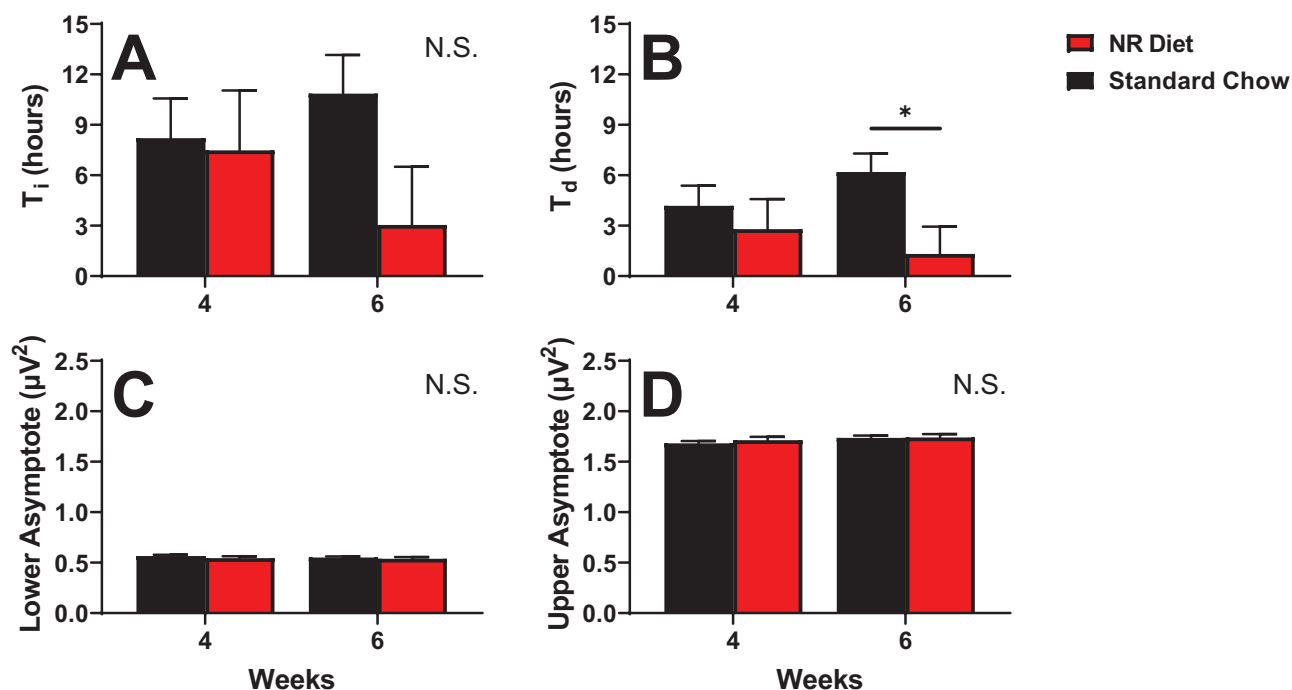 A
N.S.
T_i (hours)
15
12
9
6
3
0
4
6
B
*
T_d (hours)
15
12
9
6
3
0
4
6
NR Diet
Standard Chow
C
N.S.
Lower Asymptote (µV²)
2.5
2.0
1.5
1.0
0.5
0.0
4
6
Weeks
D
N.S.
Upper Asymptote (µV²)
2.5
2.0
1.5
1.0
0.5
0.0
4
6
Weeks